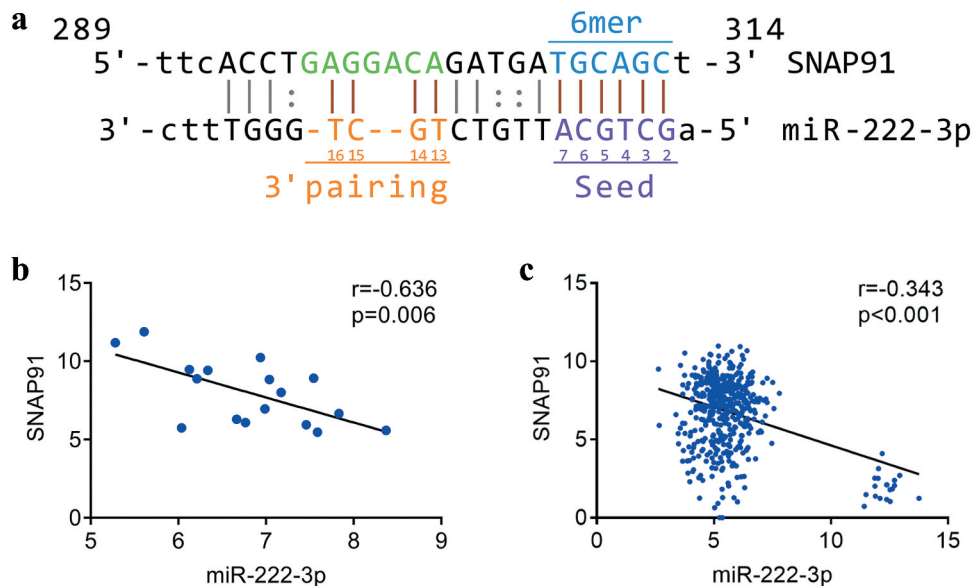 a
289 6mer 314
5'-ttcACCTGAGGACAGATGATGCAGCt-3' SNAP91
3'-cttTGGG-TC--GTCTGTTACGTCGa-5' miR-222-3p
16 15 14 13 7 6 5 4 3 2
3'pairing Seed
b
r=-0.636
p=0.006
SNAP91
15
10
5
0
5 6 7 8 9
miR-222-3p
c
r=-0.343
p<0.001
SNAP91
15
10
5
0
0 5 10 15
miR-222-3p